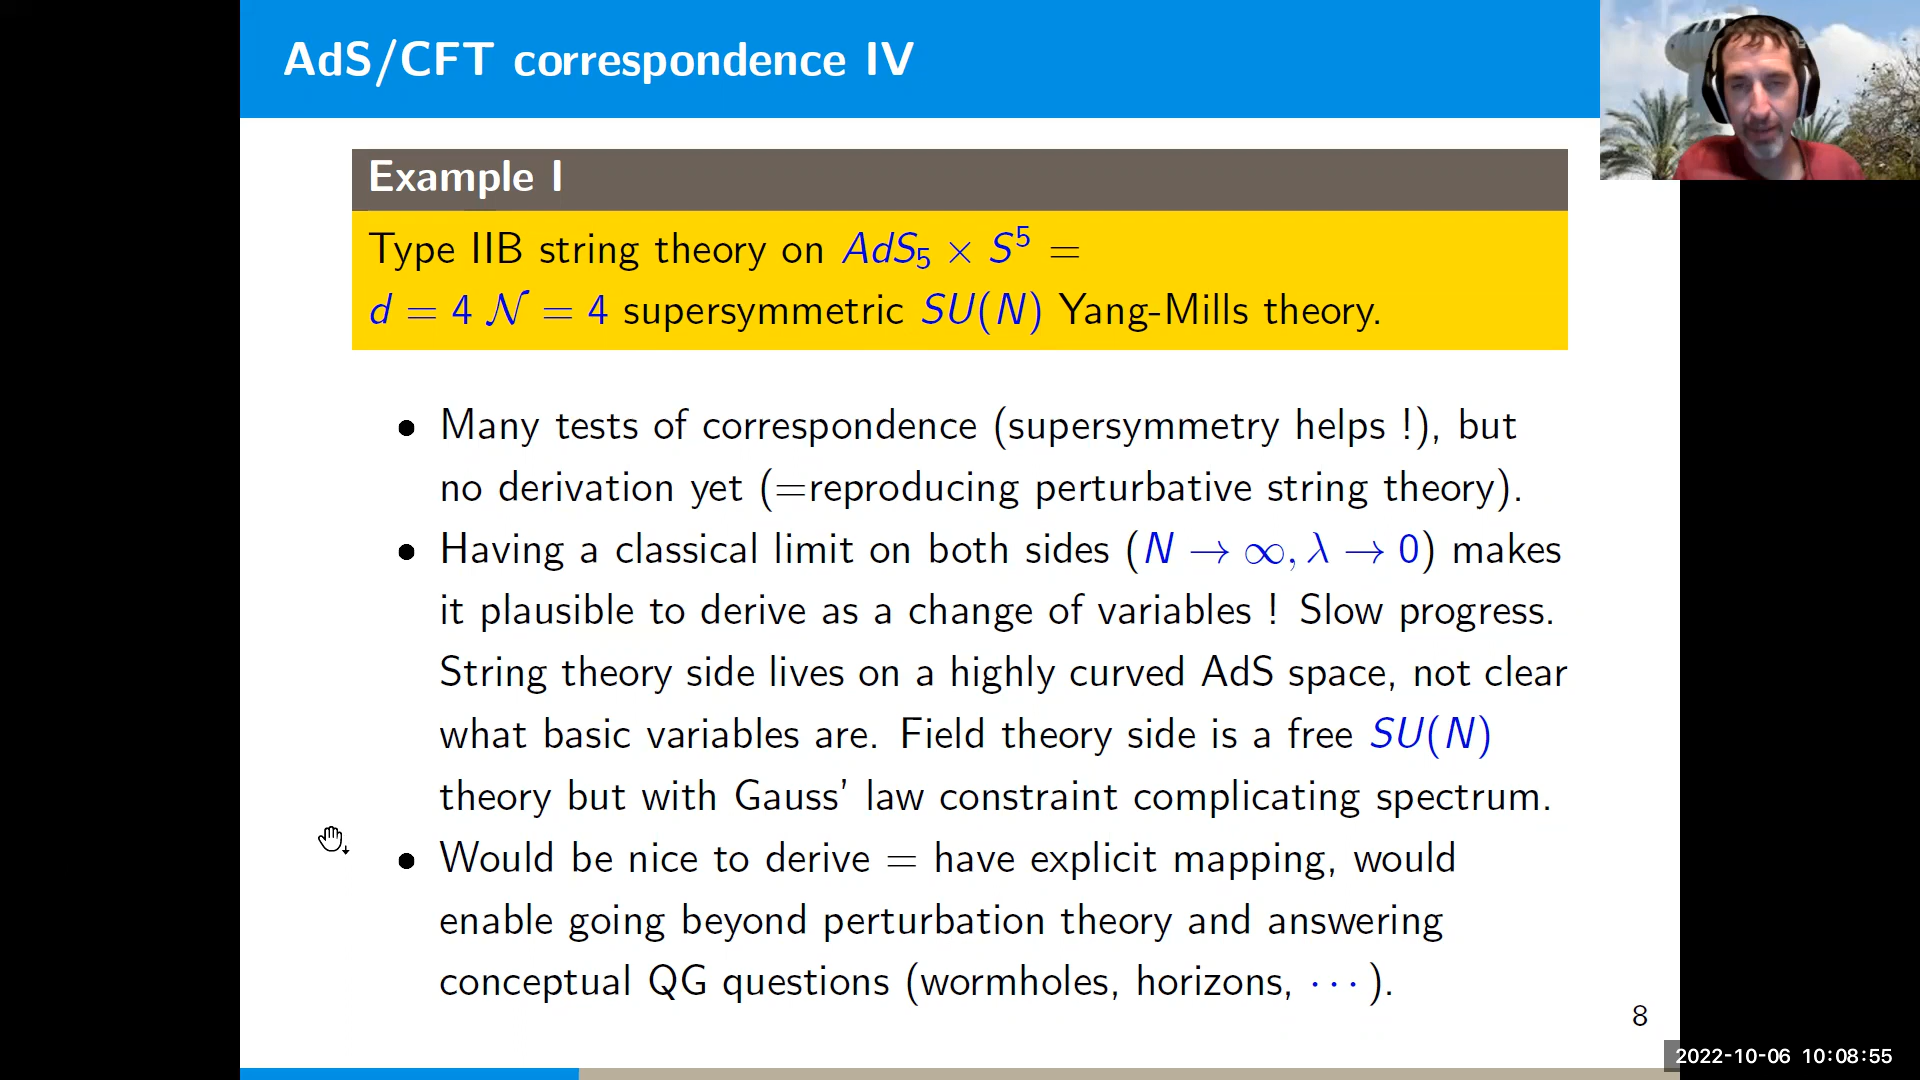 AdS/CFT correspondence IV
Example I
Type IIB string theory on AdS₅ × S⁵ =
d = 4 𝒩 = 4 supersymmetric SU(N) Yang-Mills theory.
• Many tests of correspondence (supersymmetry helps !), but
no derivation yet (=reproducing perturbative string theory).
• Having a classical limit on both sides (N → ∞, λ → 0) makes
it plausible to derive as a change of variables ! Slow progress.
String theory side lives on a highly curved AdS space, not clear
what basic variables are. Field theory side is a free SU(N)
theory but with Gauss' law constraint complicating spectrum.
• Would be nice to derive = have explicit mapping, would
enable going beyond perturbation theory and answering
conceptual QG questions (wormholes, horizons, ⋯ ).
8
2022-10-06 10:08:55